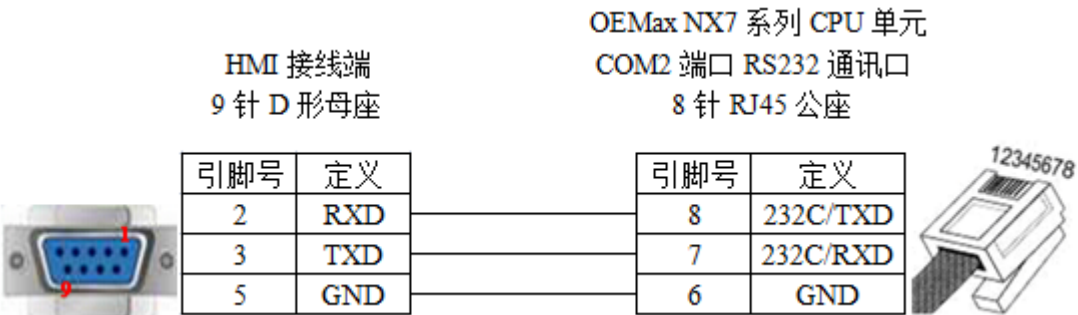 OEMax NX7 系列 CPU 单元
HMI 接线端 COM2 端口 RS232 通讯口
9 针 D 形母座 8 针 RJ45 公座
引脚号 定义 引脚号 定义 12345678
2 RXD 8 232C/TXD
1
3 TXD 7 232C/RXD
9
5 GND 6 GND